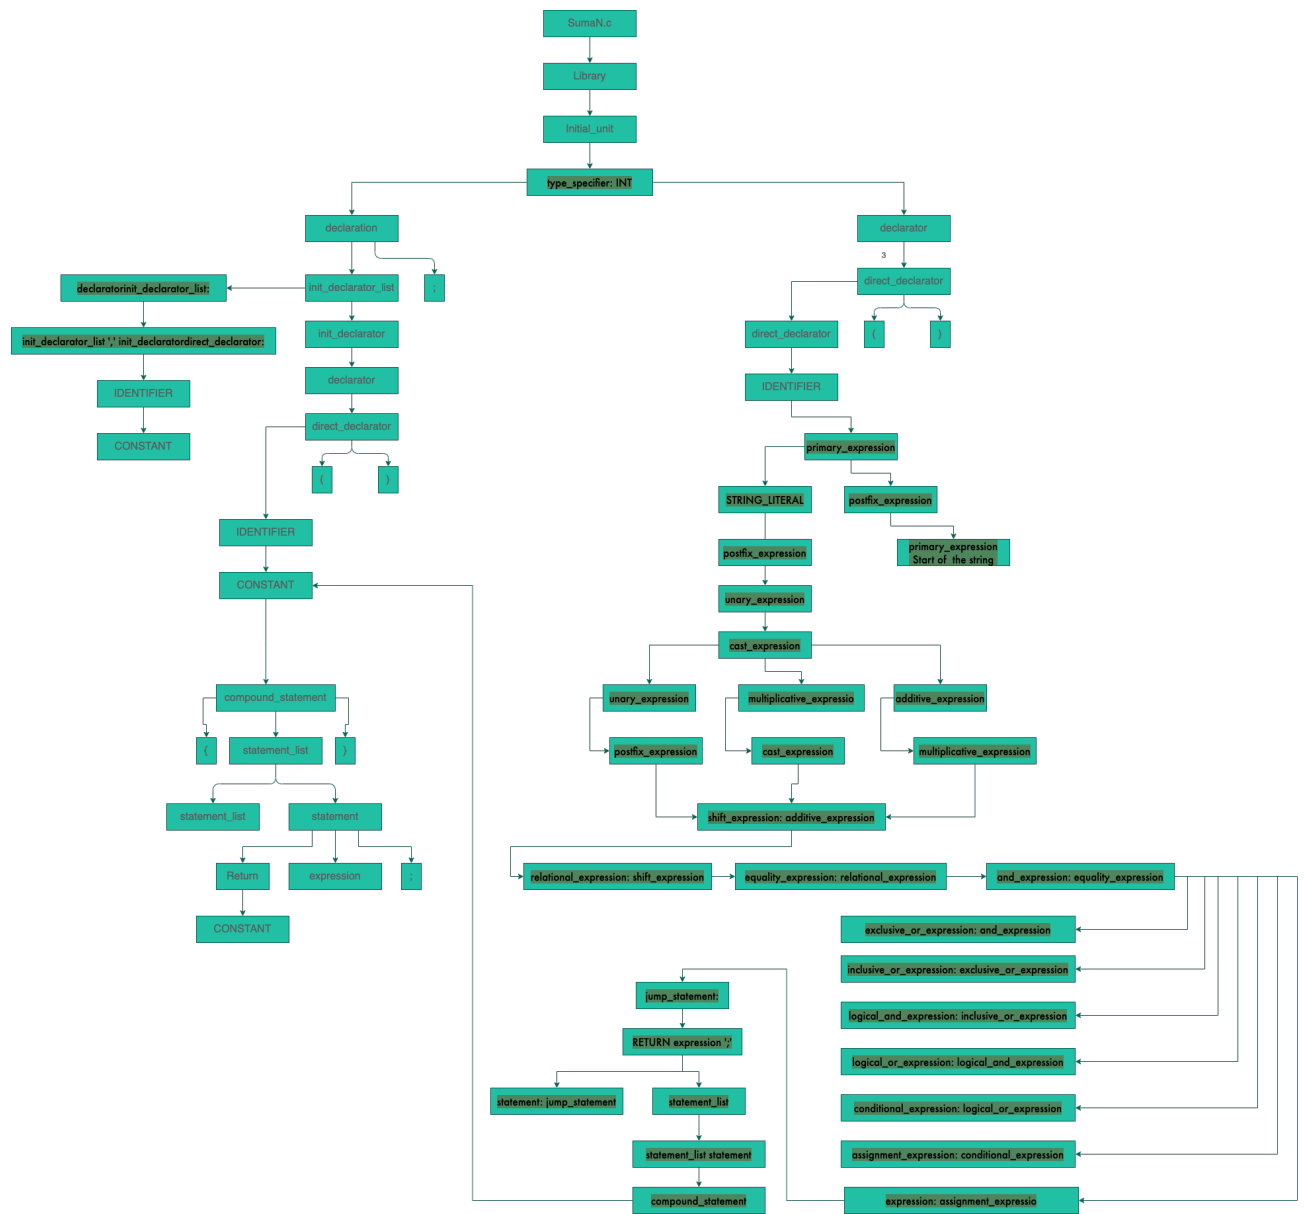 SumaN.c
Library
Initial_unit
type_specifier: INT
declaration
declarator
3
declaratorinit_declarator_list:
init_declarator_list
;
direct_declarator
init_declarator_list ',' init_declaratordirect_declarator:
init_declarator
direct_declarator
(
)
IDENTIFIER
declarator
IDENTIFIER
CONSTANT
direct_declarator
primary_expression
(
)
STRING_LITERAL
postfix_expression
IDENTIFIER
postfix_expression
primary_expression
Start of the string
CONSTANT
unary_expression
cast_expression
compound_statement
unary_expression
multiplicative_expressio
additive_expression
{
statement_list
}
postfix_expression
cast_expression
multiplicative_expression
statement_list
statement
shift_expression: additive_expression
Return
expression
;
relational_expression: shift_expression
equality_expression: relational_expression
and_expression: equality_expression
CONSTANT
exclusive_or_expression: and_expression
inclusive_or_expression: exclusive_or_expression
jump_statement:
logical_and_expression: inclusive_or_expression
RETURN expression ';'
logical_or_expression: logical_and_expression
statement: jump_statement
statement_list
conditional_expression: logical_or_expression
statement_list statement
assignment_expression: conditional_expression
compound_statement
expression: assignment_expressio